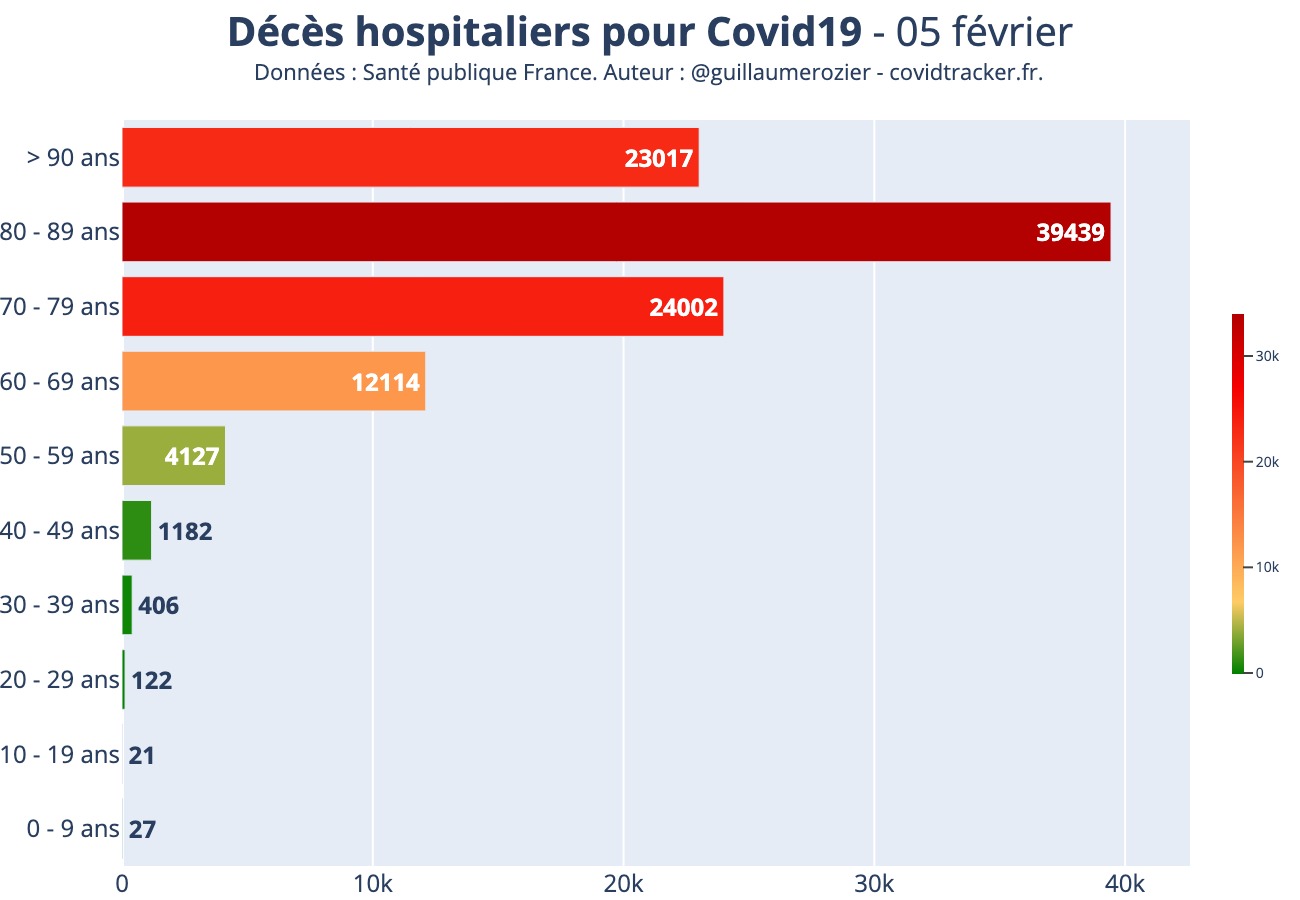 Décès hospitaliers pour Covid19 - 05 février
Données : Santé publique France. Auteur : @guillaumerozier - covidtracker.fr.
> 90 ans 23017
80 - 89 ans 39439
70 - 79 ans 24002
60 - 69 ans 12114
50 - 59 ans 4127
40 - 49 ans 1182
30 - 39 ans 406
20 - 29 ans 122
10 - 19 ans 21
0 - 9 ans 27
0 10k 20k 30k 40k
30k
20k
10k
0